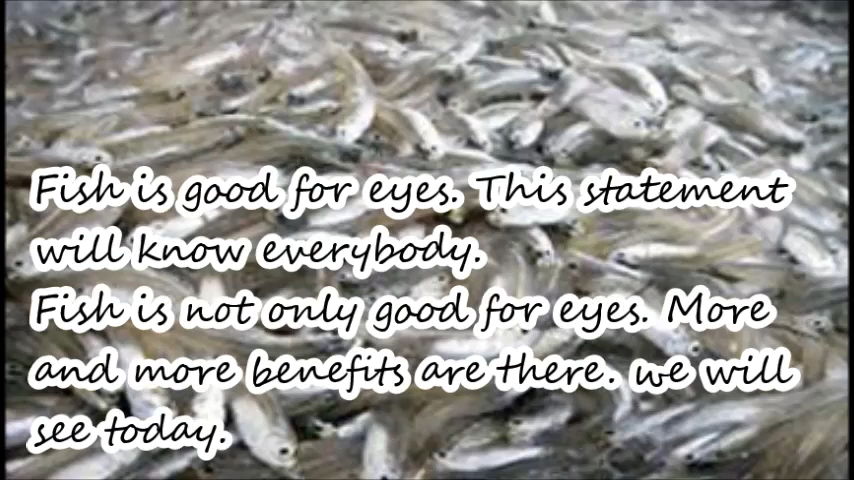 Fish is good for eyes. This statement
will know everybody.
Fish is not only good for eyes. More
and more benefits are there. we will
see today.